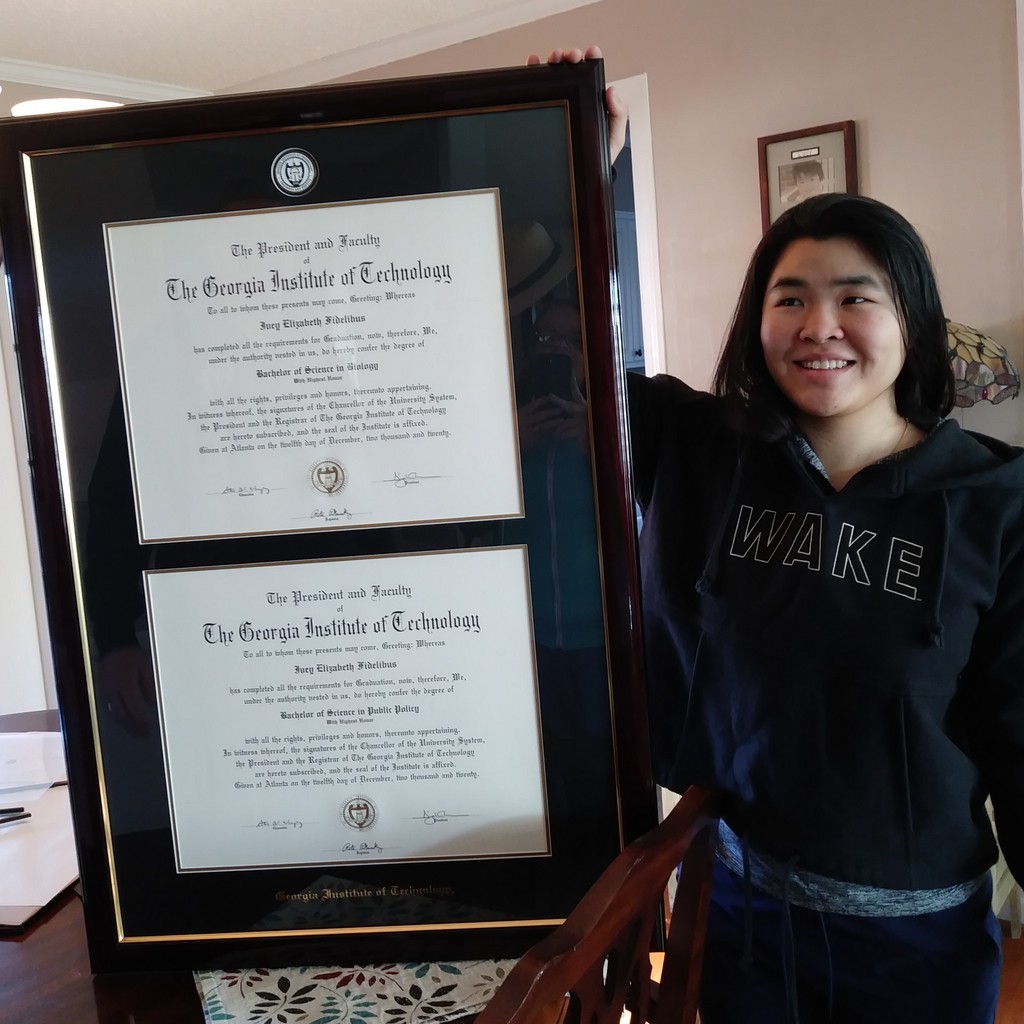 The President and Faculty
of
The Georgia Institute of Technology
To all to whom these presents may come, Greeting: Whereas
Ivey Elizabeth Fidelibus
has completed all the requirements for Graduation, now, therefore, We,
under the authority vested in us, do hereby confer the degree of
Bachelor of Science in Biology
With Highest Honor
with all the rights, privileges and honors, thereunto appertaining.
In witness whereof, the signatures of the Chancellor of the University System,
the President and the Registrar of The Georgia Institute of Technology
are hereto subscribed, and the seal of the Institute is affixed.
Given at Atlanta on the twelfth day of December, two thousand and twenty.
Chancellor
President
Registrar
The President and Faculty
of
The Georgia Institute of Technology
To all to whom these presents may come, Greeting: Whereas
Ivey Elizabeth Fidelibus
has completed all the requirements for Graduation, now, therefore, We,
under the authority vested in us, do hereby confer the degree of
Bachelor of Science in Public Policy
With Highest Honor
with all the rights, privileges and honors, thereunto appertaining.
In witness whereof, the signatures of the Chancellor of the University System,
the President and the Registrar of The Georgia Institute of Technology
are hereto subscribed, and the seal of the Institute is affixed.
Given at Atlanta on the twelfth day of December, two thousand and twenty.
Chancellor
President
Registrar
Georgia Institute of Technology
WAKE